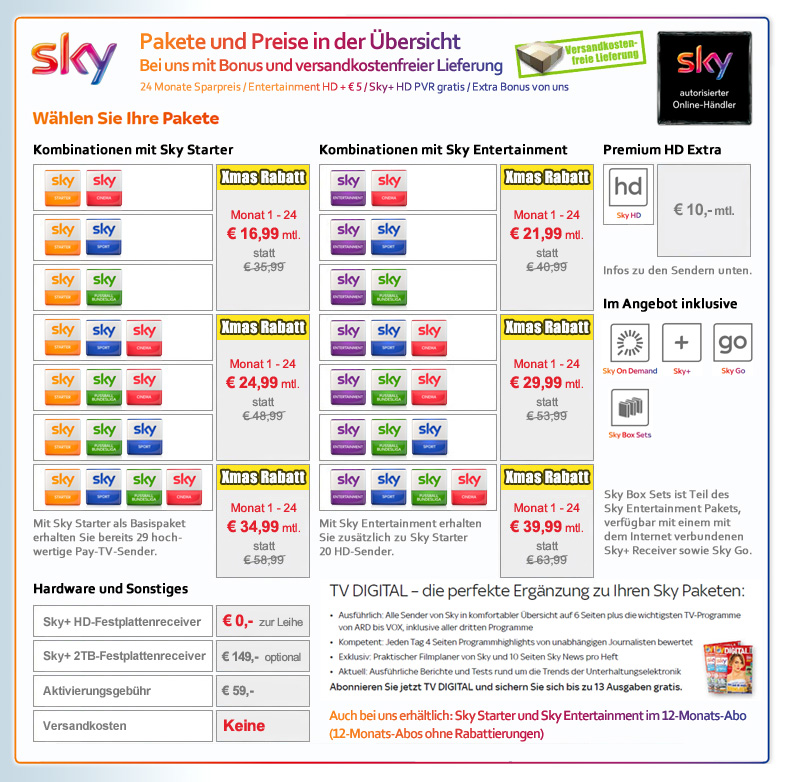 sky
Pakete und Preise in der Übersicht
Bei uns mit Bonus und versandkostenfreier Lieferung
24 Monate Sparpreis / Entertainment HD + € 5 / Sky+ HD PVR gratis / Extra Bonus von uns
Versandkosten-
freie Lieferung
sky
autorisierter
Online-Händler
Wählen Sie Ihre Pakete
Kombinationen mit Sky Starter
sky STARTER sky CINEMA
sky STARTER sky SPORT
sky STARTER sky FUSSBALL BUNDESLIGA
Xmas Rabatt
Monat 1 - 24
€ 16,99 mtl.
statt
€ 35,99
sky STARTER sky SPORT sky CINEMA
sky STARTER sky FUSSBALL BUNDESLIGA sky CINEMA
sky STARTER sky FUSSBALL BUNDESLIGA sky SPORT
Xmas Rabatt
Monat 1 - 24
€ 24,99 mtl.
statt
€ 48,99
sky STARTER sky SPORT sky FUSSBALL BUNDESLIGA sky CINEMA
Xmas Rabatt
Monat 1 - 24
€ 34,99 mtl.
statt
€ 58,99
Mit Sky Starter als Basispaket
erhalten Sie bereits 29 hoch-
wertige Pay-TV-Sender.
Kombinationen mit Sky Entertainment
sky ENTERTAINMENT sky CINEMA
sky ENTERTAINMENT sky SPORT
sky ENTERTAINMENT sky FUSSBALL BUNDESLIGA
Xmas Rabatt
Monat 1 - 24
€ 21,99 mtl.
statt
€ 40,99
sky ENTERTAINMENT sky SPORT sky CINEMA
sky ENTERTAINMENT sky FUSSBALL BUNDESLIGA sky CINEMA
sky ENTERTAINMENT sky FUSSBALL BUNDESLIGA sky SPORT
Xmas Rabatt
Monat 1 - 24
€ 29,99 mtl.
statt
€ 53,99
sky ENTERTAINMENT sky SPORT sky FUSSBALL BUNDESLIGA sky CINEMA
Xmas Rabatt
Monat 1 - 24
€ 39,99 mtl.
statt
€ 63,99
Mit Sky Entertainment erhalten
Sie zusätzlich zu Sky Starter
20 HD-Sender.
Premium HD Extra
hd
Sky HD
€ 10,- mtl.
Infos zu den Sendern unten.
Im Angebot inklusive
+ go
Sky On Demand Sky+ Sky Go
Sky Box Sets
Sky Box Sets ist Teil des
Sky Entertainment Pakets,
verfügbar mit einem mit
dem Internet verbundenen
Sky+ Receiver sowie Sky Go.
Hardware und Sonstiges
Sky+ HD-Festplattenreceiver € 0,- zur Leihe
Sky+ 2TB-Festplattenreceiver € 149,- optional
Aktivierungsgebühr € 59,-
Versandkosten Keine
TV DIGITAL – die perfekte Ergänzung zu Ihren Sky Paketen:
• Ausführlich: Alle Sender von Sky in komfortabler Übersicht auf 6 Seiten plus die wichtigsten TV-Programme
von ARD bis VOX, inklusive aller dritten Programme
• Kompetent: Jeden Tag 4 Seiten Programmhighlights von unabhängigen Journalisten bewertet
• Exklusiv: Praktischer Filmplaner von Sky und 10 Seiten Sky News pro Heft
• Aktuell: Ausführliche Berichte und Tests rund um die Trends der Unterhaltungselektronik
Abonnieren Sie jetzt TV DIGITAL und sichern Sie sich bis zu 13 Ausgaben gratis.
DIGITAL
Auch bei uns erhältlich: Sky Starter und Sky Entertainment im 12-Monats-Abo
(12-Monats-Abos ohne Rabattierungen)